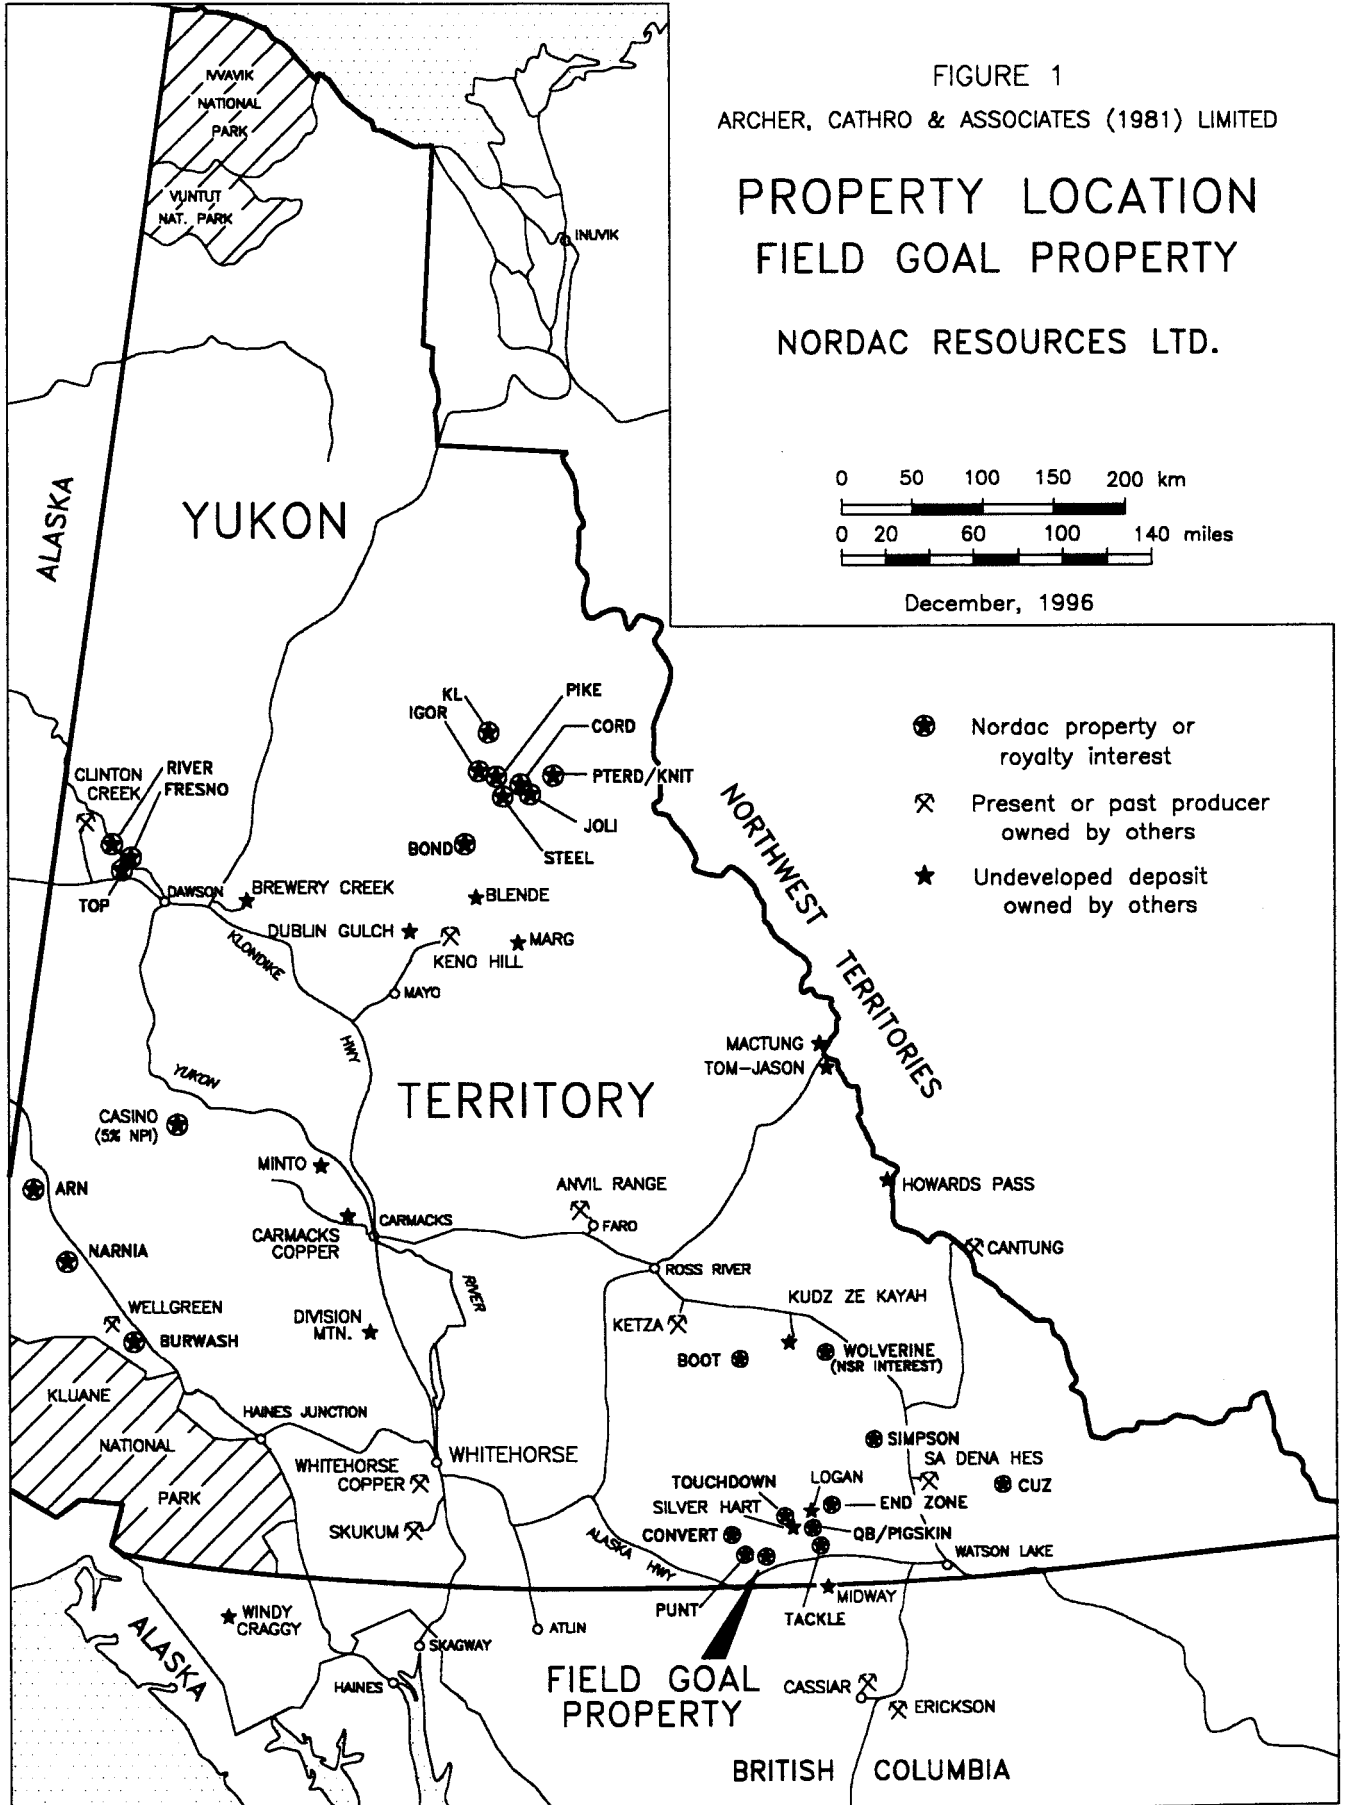 FIGURE 1
ARCHER, CATHRO & ASSOCIATES (1981) LIMITED
PROPERTY LOCATION
FIELD GOAL PROPERTY
NORDAC RESOURCES LTD.
0 50 100 150 200 km
0 20 60 100 140 miles
December, 1996
Nordac property or
royalty interest
Present or past producer
owned by others
Undeveloped deposit
owned by others
IVVAVIK
NATIONAL
PARK
VUNTUT
NAT. PARK
INUVIK
ALASKA
YUKON
KL
PIKE
IGOR
CORD
PTERD/KNIT
JOLI
STEEL
BOND
CLINTON
CREEK
RIVER
FRESNO
TOP
DAWSON
BREWERY CREEK
BLENDE
DUBLIN GULCH
MARG
KENO HILL
KLONDIKE
HWY
MAYO
NORTHWEST
TERRITORIES
MACTUNG
TOM-JASON
YUKON
TERRITORY
CASINO
(5% NPI)
MINTO
ARN
ANVIL RANGE
HOWARDS PASS
CARMACKS
CARMACKS
COPPER
FARO
NARNIA
CANTUNG
ROSS RIVER
RIVER
KUDZ ZE KAYAH
WELLGREEN
BURWASH
DIVISION
MTN.
KETZA
BOOT
WOLVERINE
(NSR INTEREST)
KLUANE
NATIONAL
PARK
HAINES JUNCTION
WHITEHORSE
WHITEHORSE
COPPER
SKUKUM
SIMPSON
SA DENA HES
CUZ
TOUCHDOWN
LOGAN
SILVER HART
END ZONE
CONVERT
QB/PIGSKIN
ALASKA
HWY
WATSON LAKE
PUNT
TACKLE
MIDWAY
WINDY
CRAGGY
ALASKA
ATLIN
SKAGWAY
HAINES
FIELD GOAL
PROPERTY
CASSIAR
ERICKSON
BRITISH COLUMBIA